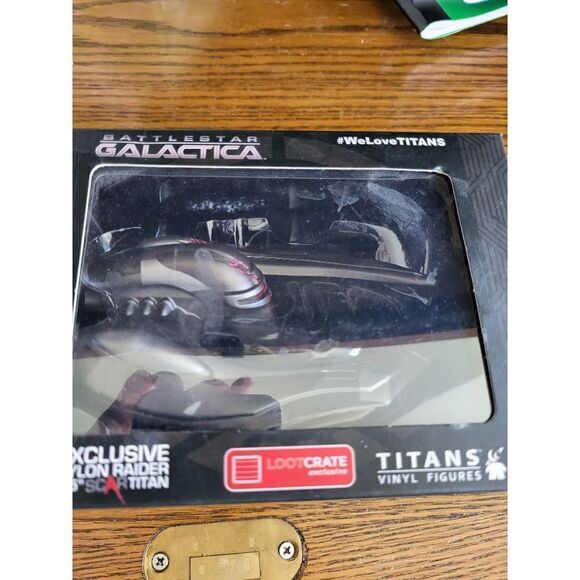 BATTLESTAR
GALACTICA
#WeLoveTITANS
XCLUSIVE
YLON RAIDER
SCAR TITAN
LOOTCRATE
exclusive
TITANS
VINYL FIGURES